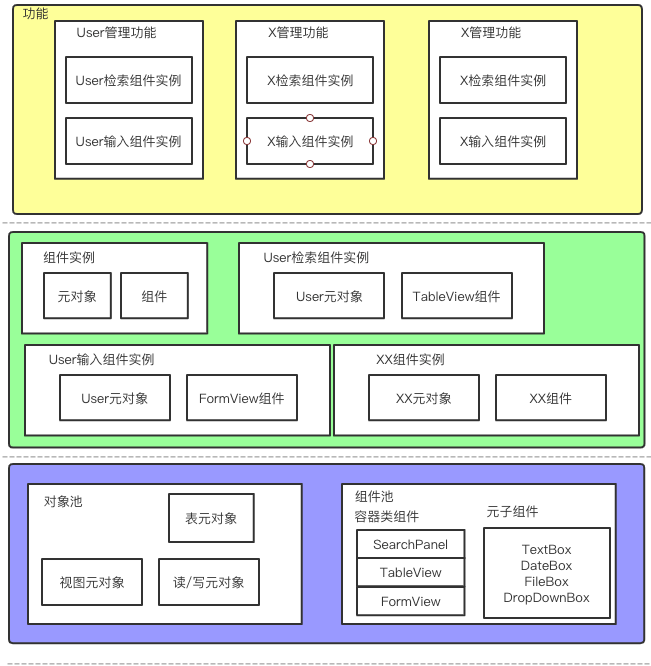 功能
User管理功能
X管理功能
X管理功能
User检索组件实例
X检索组件实例
X检索组件实例
User输入组件实例
X输入组件实例
X输入组件实例
组件实例
User检索组件实例
元对象
组件
User元对象
TableView组件
User输入组件实例
XX组件实例
User元对象
FormView组件
XX元对象
XX组件
对象池
表元对象
视图元对象
读/写元对象
组件池
容器类组件
元子组件
SearchPanel
TableView
FormView
TextBox
DateBox
FileBox
DropDownBox